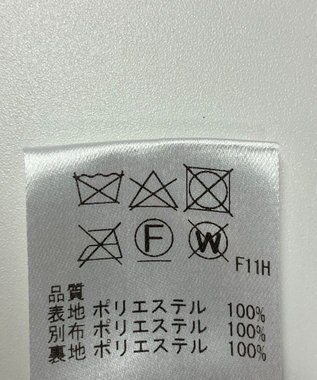 F W
F11H
品質
表地 ポリエステル 100%
別布 ポリエステル 100%
裏地 ポリエステル 100%